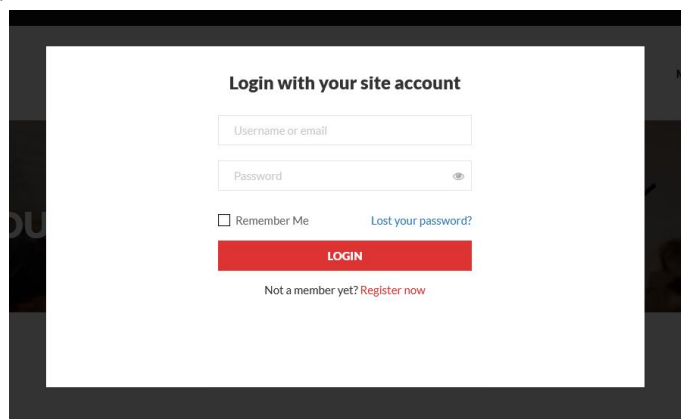 Login with your site account
Username or email
Password
Remember Me Lost your password?
LOGIN
Not a member yet? Register now